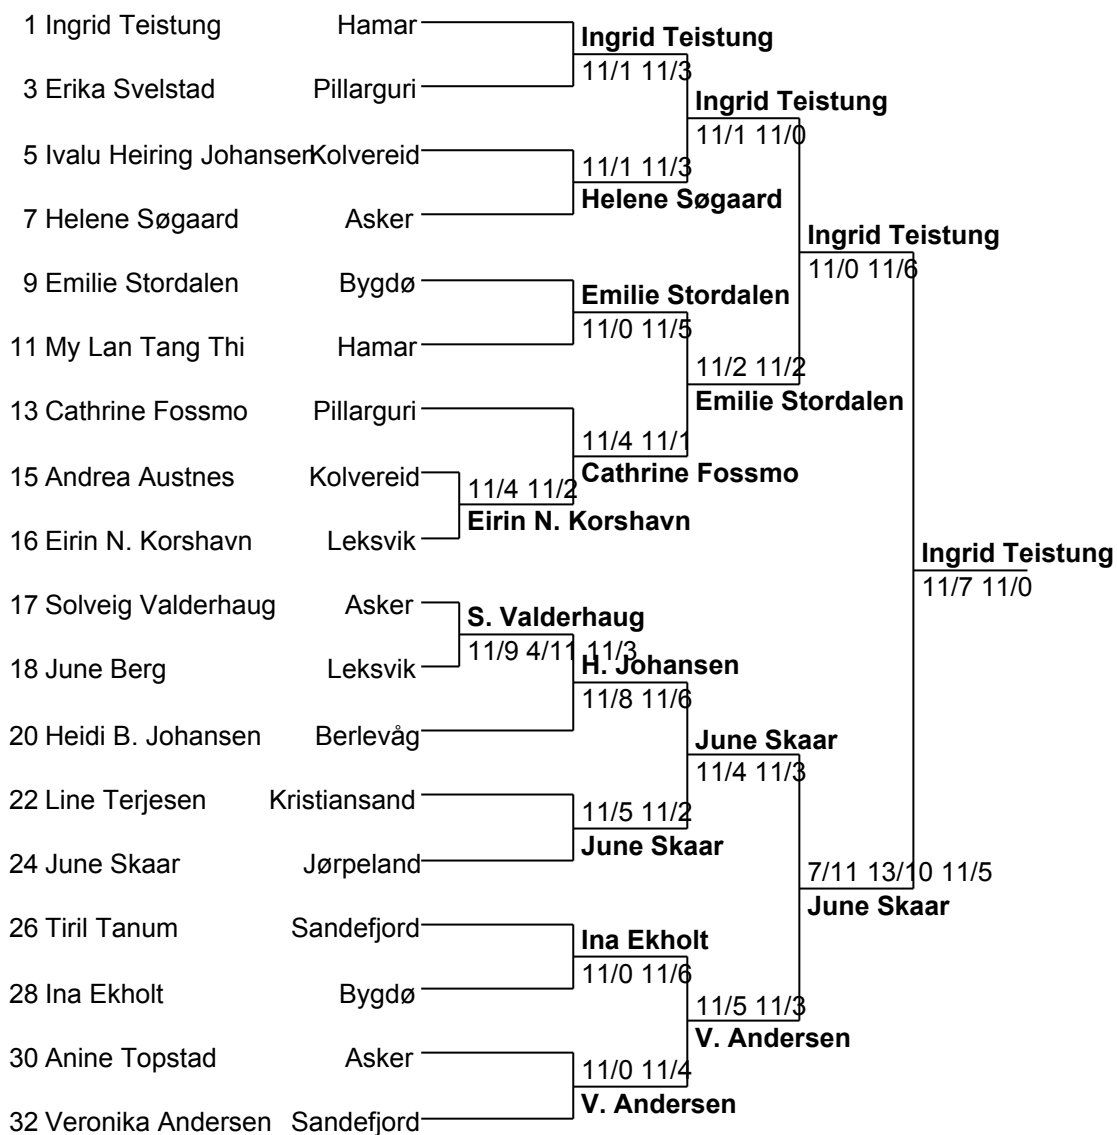 1 Ingrid Teistung Hamar
Ingrid Teistung
11/1 11/3
3 Erika Svelstad Pillarguri
Ingrid Teistung
11/1 11/0
5 Ivalu Heiring Johansen Kolvereid
11/1 11/3
Helene Søgaard
7 Helene Søgaard Asker
Ingrid Teistung
11/0 11/6
9 Emilie Stordalen Bygdø
Emilie Stordalen
11/0 11/5
11 My Lan Tang Thi Hamar
11/2 11/2
Emilie Stordalen
13 Cathrine Fossmo Pillarguri
11/4 11/1
Cathrine Fossmo
15 Andrea Austnes Kolvereid
11/4 11/2
Eirin N. Korshavn
16 Eirin N. Korshavn Leksvik
Ingrid Teistung
11/7 11/0
17 Solveig Valderhaug Asker
S. Valderhaug
11/9 4/11 11/3
18 June Berg Leksvik
H. Johansen
11/8 11/6
20 Heidi B. Johansen Berlevåg
June Skaar
11/4 11/3
22 Line Terjesen Kristiansand
11/5 11/2
June Skaar
24 June Skaar Jørpeland
7/11 13/10 11/5
June Skaar
26 Tiril Tanum Sandefjord
Ina Ekholt
11/0 11/6
28 Ina Ekholt Bygdø
11/5 11/3
V. Andersen
30 Anine Topstad Asker
11/0 11/4
V. Andersen
32 Veronika Andersen Sandefjord